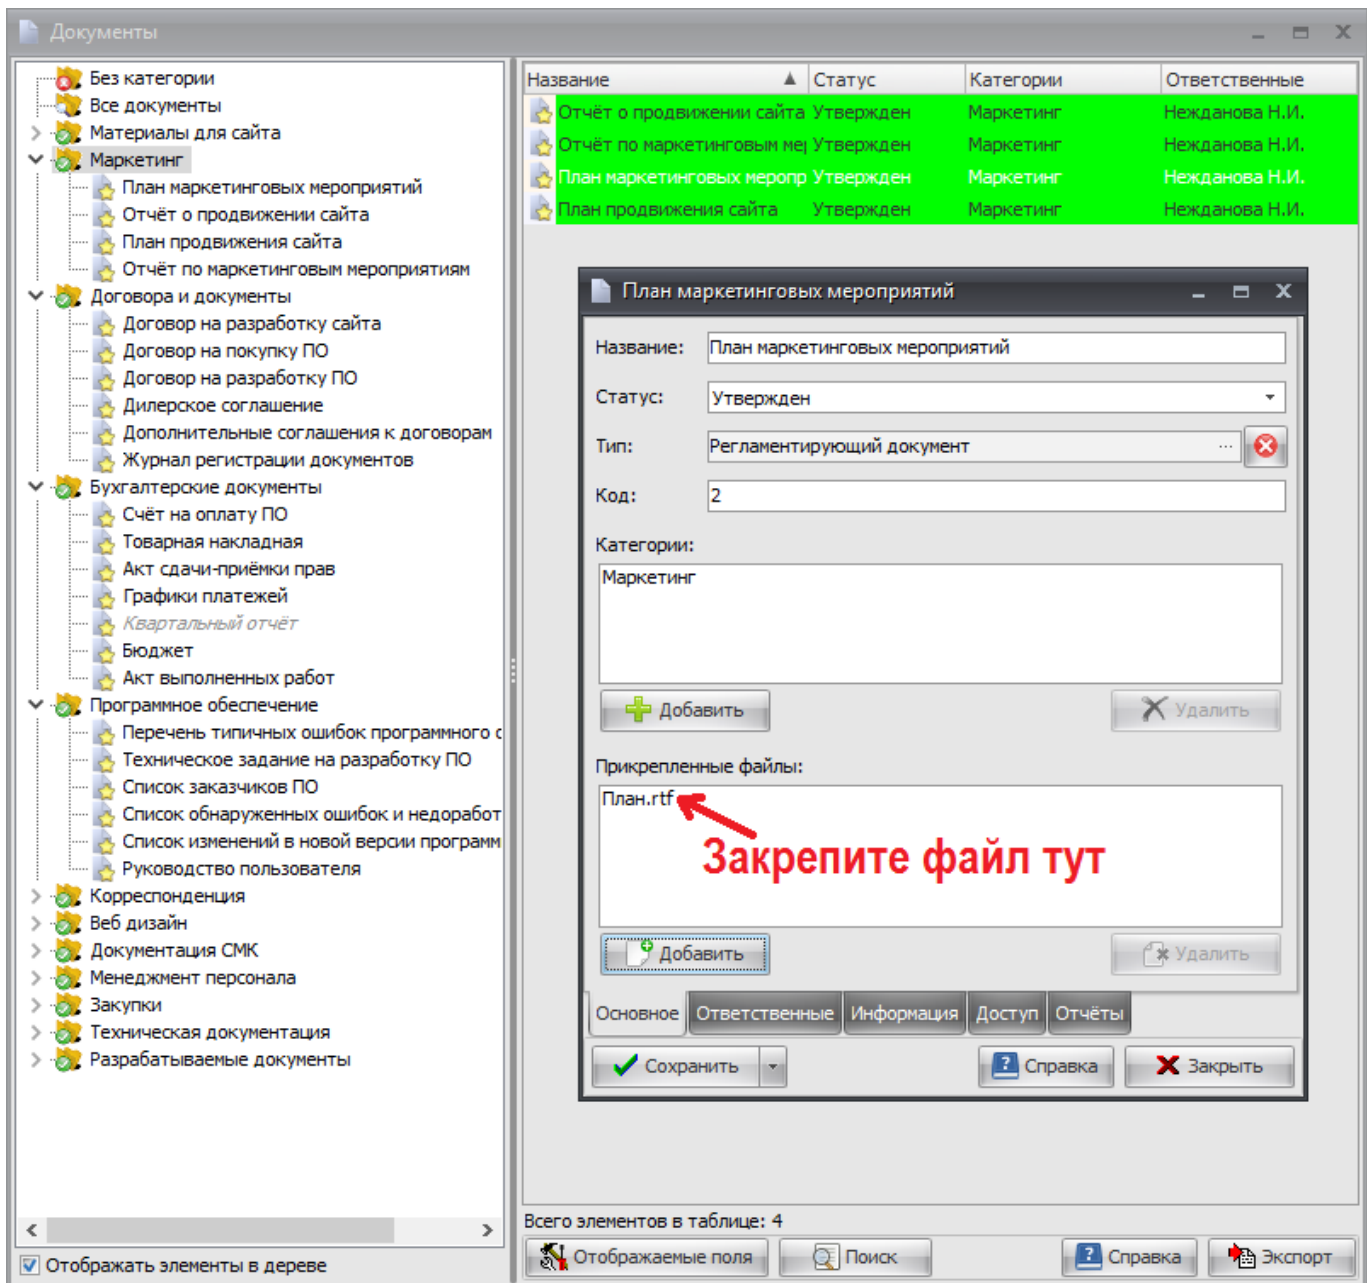 Документы
Без категории
Все документы
Материалы для сайта
Маркетинг
План маркетинговых мероприятий
Отчёт о продвижении сайта
План продвижения сайта
Отчёт по маркетинговым мероприятиям
Договора и документы
Договор на разработку сайта
Договор на покупку ПО
Договор на разработку ПО
Дилерское соглашение
Дополнительные соглашения к договорам
Журнал регистрации документов
Бухгалтерские документы
Счёт на оплату ПО
Товарная накладная
Акт сдачи-приёмки прав
Графики платежей
Квартальный отчёт
Бюджет
Акт выполненных работ
Программное обеспечение
Перечень типичных ошибок программного о
Техническое задание на разработку ПО
Список заказчиков ПО
Список обнаруженных ошибок и недоработ
Список изменений в новой версии программ
Руководство пользователя
Корреспонденция
Веб дизайн
Документация СМК
Менеджмент персонала
Закупки
Техническая документация
Разрабатываемые документы
Отображать элементы в дереве
Название Статус Категории Ответственные
Отчёт о продвижении сайта Утвержден Маркетинг Нежданова Н.И.
Отчёт по маркетинговым мер Утвержден Маркетинг Нежданова Н.И.
План маркетинговых меропр Утвержден Маркетинг Нежданова Н.И.
План продвижения сайта Утвержден Маркетинг Нежданова Н.И.
План маркетинговых мероприятий
Название: План маркетинговых мероприятий
Статус: Утвержден
Тип: Регламентирующий документ ...
Код: 2
Категории:
Маркетинг
Добавить Удалить
Прикрепленные файлы:
План.rtf
Закрепите файл тут
Добавить Удалить
Основное Ответственные Информация Доступ Отчёты
Сохранить Справка Закрыть
Всего элементов в таблице: 4
Отображаемые поля Поиск Справка Экспорт